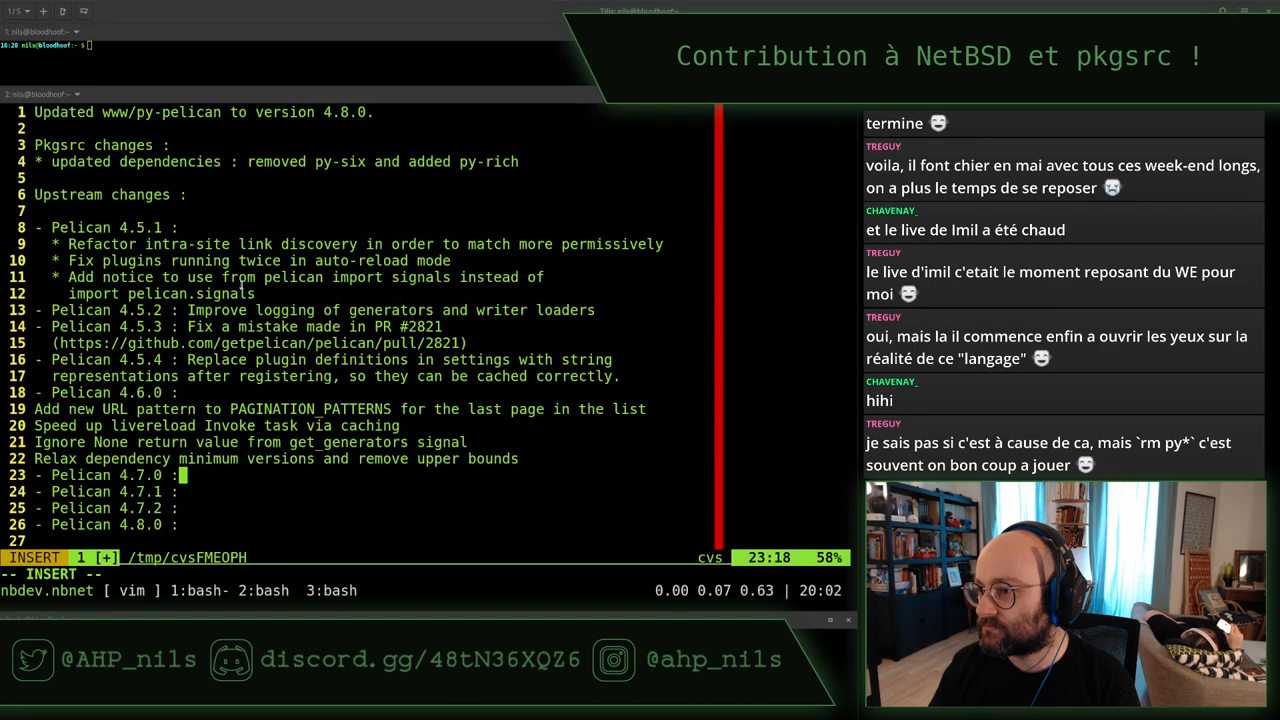 1/5
Tilix: nils@bloodhoof:~
1: nils@bloodhoof:~
16:20 nils@bloodhoof:~ $
Contribution à NetBSD et pkgsrc !
2: nils@bloodhoof:~
1 Updated www/py-pelican to version 4.8.0.
2
3 Pkgsrc changes :
4 * updated dependencies : removed py-six and added py-rich
5
6 Upstream changes :
7
8 - Pelican 4.5.1 :
9 * Refactor intra-site link discovery in order to match more permissively
10 * Fix plugins running twice in auto-reload mode
11 * Add notice to use from pelican import signals instead of
12 import pelican.signals
13 - Pelican 4.5.2 : Improve logging of generators and writer loaders
14 - Pelican 4.5.3 : Fix a mistake made in PR #2821
15 (https://github.com/getpelican/pelican/pull/2821)
16 - Pelican 4.5.4 : Replace plugin definitions in settings with string
17 representations after registering, so they can be cached correctly.
18 - Pelican 4.6.0 :
19 Add new URL pattern to PAGINATION_PATTERNS for the last page in the list
20 Speed up livereload Invoke task via caching
21 Ignore None return value from get_generators signal
22 Relax dependency minimum versions and remove upper bounds
23 - Pelican 4.7.0 :
24 - Pelican 4.7.1 :
25 - Pelican 4.7.2 :
26 - Pelican 4.8.0 :
27
INSERT 1 [+] /tmp/cvsFMEOPH cvs 23:18 58%
-- INSERT --
nbdev.nbnet [ vim ] 1:bash- 2:bash 3:bash 0.00 0.07 0.63 | 20:02
termine
TREGUY
voila, il font chier en mai avec tous ces week-end longs,
on a plus le temps de se reposer
CHAVENAY_
et le live de Imil a été chaud
TREGUY
le live d'imil c'etait le moment reposant du WE pour
moi
TREGUY
oui, mais la il commence enfin a ouvrir les yeux sur la
réalité de ce "langage"
CHAVENAY_
hihi
TREGUY
je sais pas si c'est à cause de ca, mais `rm py*` c'est
souvent on bon coup a jouer
@AHP_nils discord.gg/48tN36XQZ6 @ahp_nils